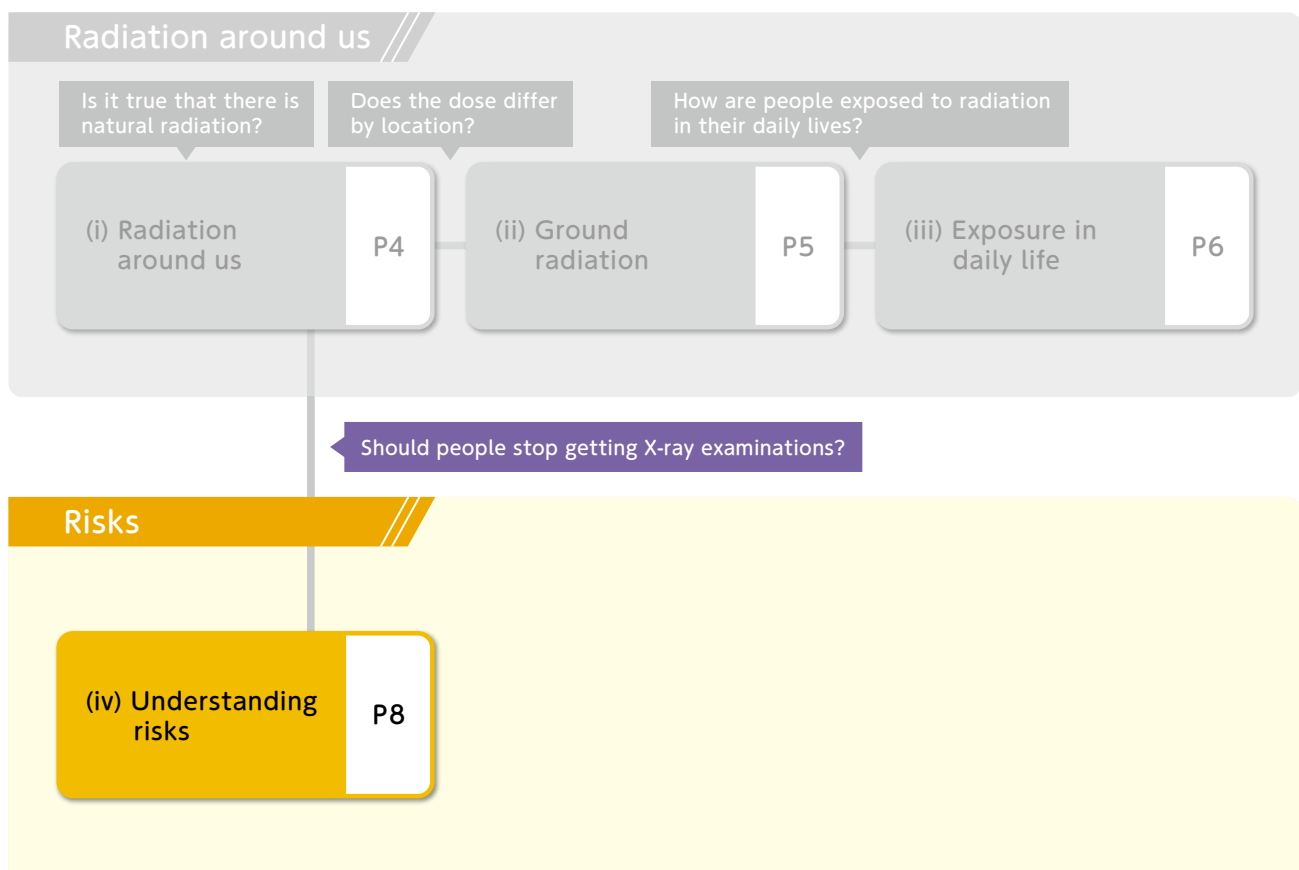 Radiation around us
Is it true that there is
natural radiation?
Does the dose differ
by location?
How are people exposed to radiation
in their daily lives?
(i) Radiation
around us
P4
(ii) Ground
radiation
P5
(iii) Exposure in
daily life
P6
Should people stop getting X-ray examinations?
Risks
(iv) Understanding
risks
P8